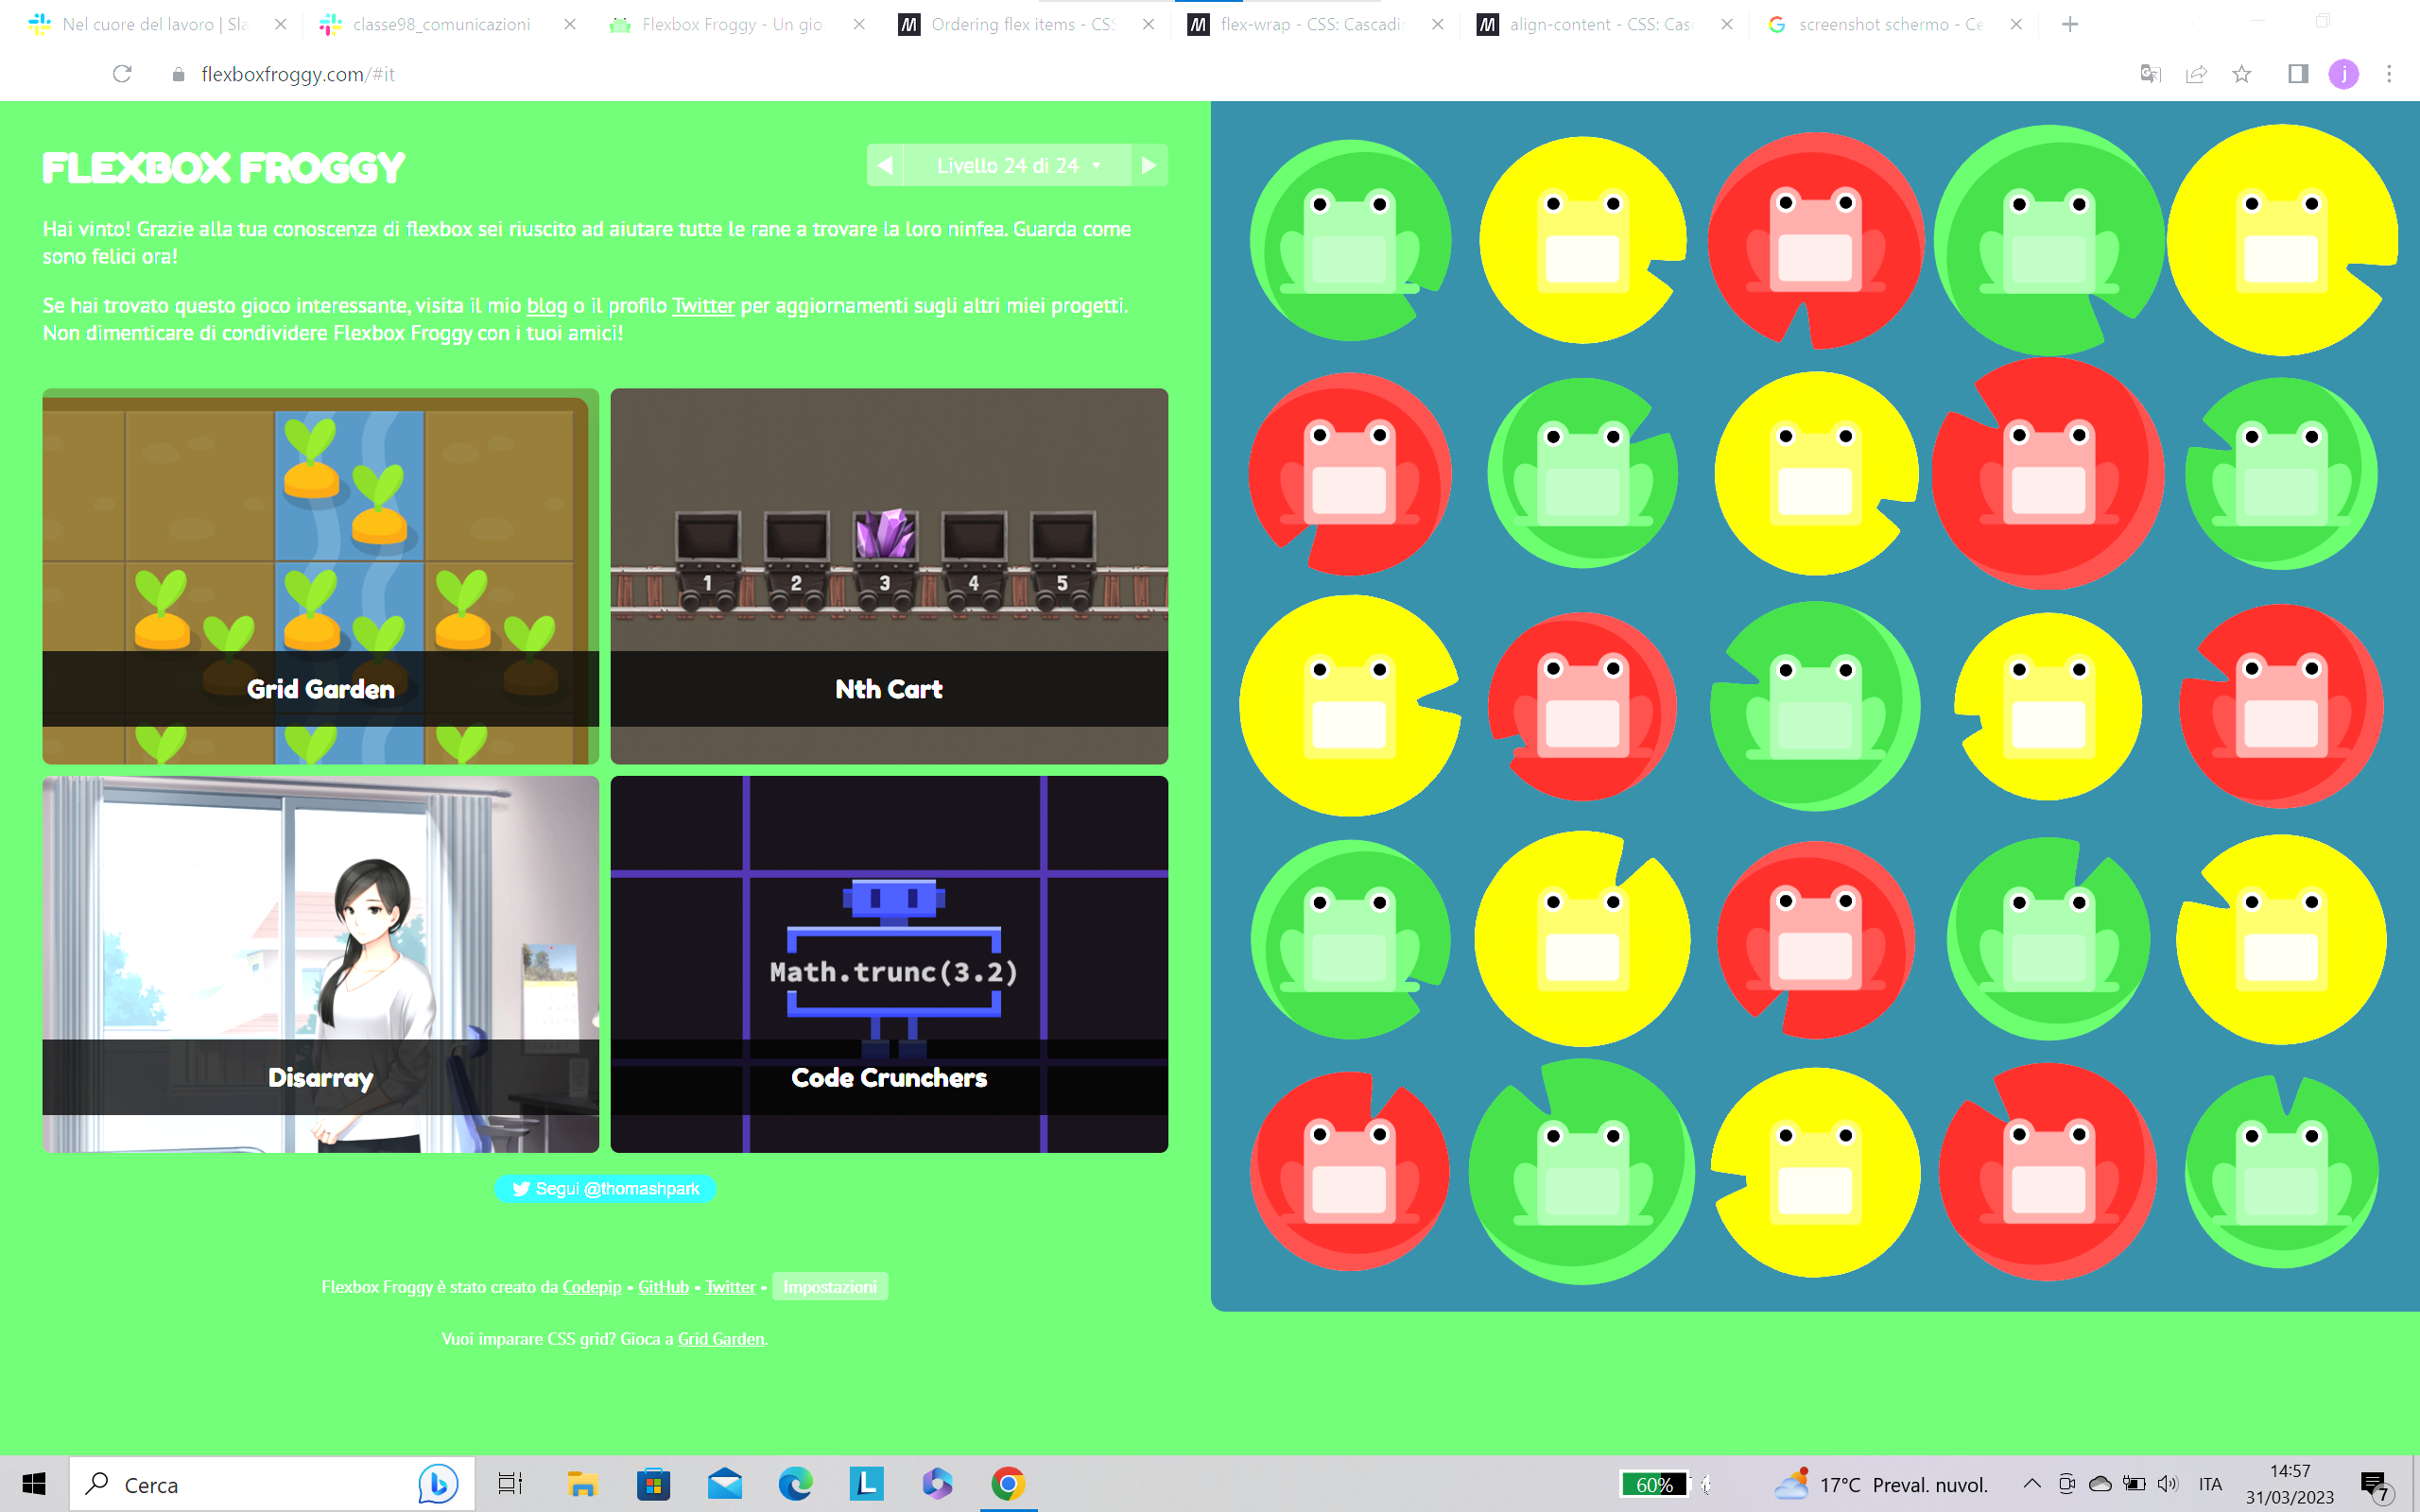 Nel cuore del lavoro | Sla
classe98_comunicazioni
Flexbox Froggy - Un gio
Ordering flex items - CSS
flex-wrap - CSS: Cascadi
align-content - CSS: Cas
screenshot schermo - Ce
flexboxfroggy.com/#it
j
FLEXBOX FROGGY
Livello 24 di 24
Hai vinto! Grazie alla tua conoscenza di flexbox sei riuscito ad aiutare tutte le rane a trovare la loro ninfea. Guarda come
sono felici ora!
Se hai trovato questo gioco interessante, visita il mio blog o il profilo Twitter per aggiornamenti sugli altri miei progetti.
Non dimenticare di condividere Flexbox Froggy con i tuoi amici!
1 2 3 4 5
Grid Garden
Nth Cart
Math.trunc(3.2)
Disarray
Code Crunchers
Segui @thomashpark
Flexbox Froggy è stato creato da Codepip • GitHub • Twitter • Impostazioni
Vuoi imparare CSS grid? Gioca a Grid Garden.
Cerca
60%
17°C Preval. nuvol.
ITA
14:57
31/03/2023
7